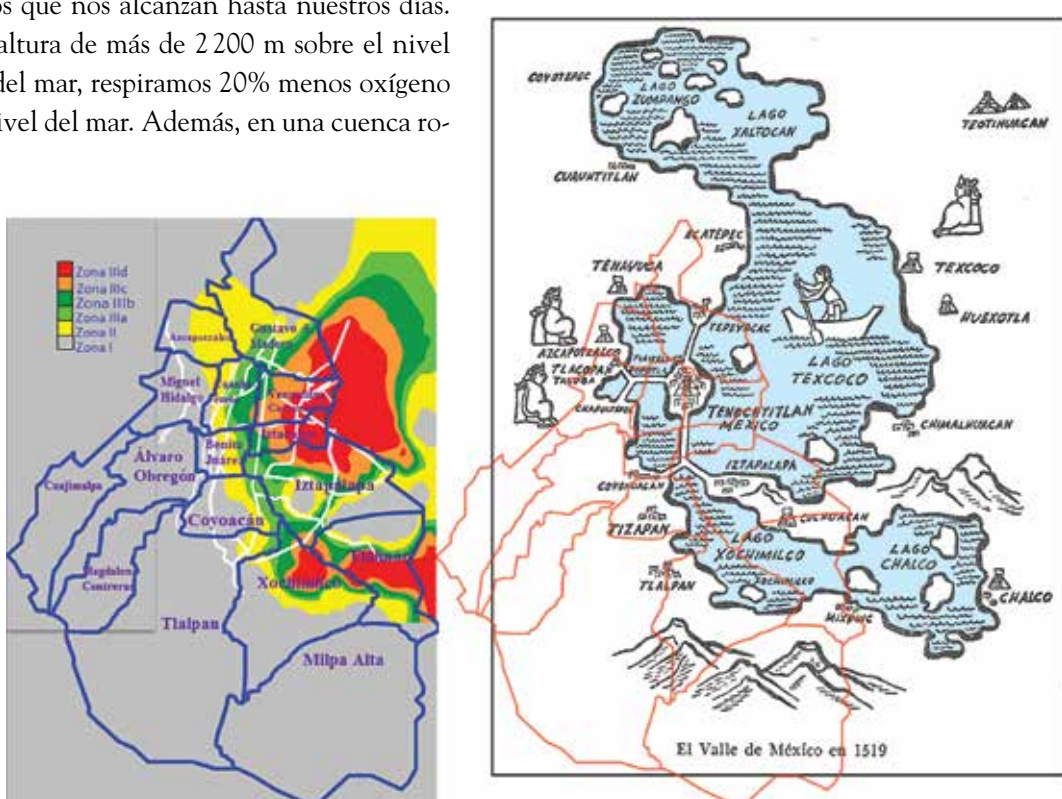 os que nos alcanzan hasta nuestros días.
altura de más de 2 200 m sobre el nivel
del mar, respiramos 20% menos oxígeno
ivel del mar. Además, en una cuenca ro-
Zona IIId
Zona IIIc
Zona IIIb
Zona IIIa
Zona II
Zona I
Azcapotzalco
Gustavo A
Madero
Miguel
Hidalgo
Venustiano
Benito
Juárez
Álvaro
Obregón
Cuajimalpa
Iztapalapa
Coyoacán
Magdalena
Contreras
Xochimilco
Tlalpan
Milpa Alta
COYOTEPEC
LAGO
ZUMPANGO
LAGO
XALTOCAN
TEOTIHUACAN
CUAUHTITLAN
ECATEPEC
TENAYUCA
TEXCOCO
HUEXOTLA
TEPEYACAC
AZCAPOTZALCO
TLACOPAN
TACUBA
LAGO
TEXCOCO
TENOCHTITLAN
MEXICO
CHIMALHUACAN
IZTAPALAPA
COYOHUACAN
TIZAPAN
CULHUACAN
LAGO
XOCHIMILCO
XOCHIMILCO
LAGO
CHALCO
TLALPAN
CHALCO
MIXQUIC
El Valle de México en 1519